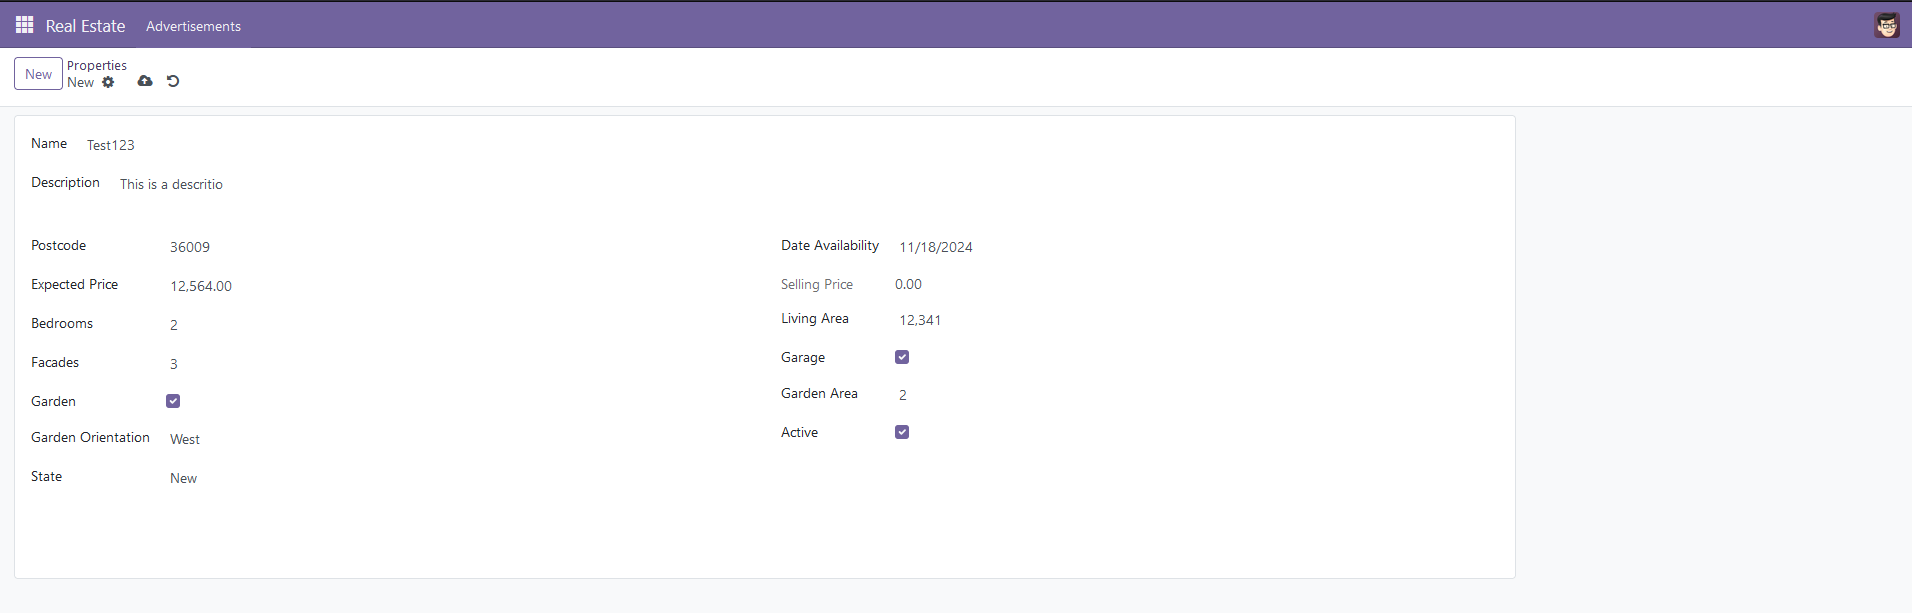 Real Estate Advertisements
New Properties
New
Name Test123
Description This is a descritio
Postcode 36009 Date Availability 11/18/2024
Expected Price 12,564.00 Selling Price 0.00
Bedrooms 2 Living Area 12,341
Facades 3 Garage
Garden Garden Area 2
Garden Orientation West Active
State New